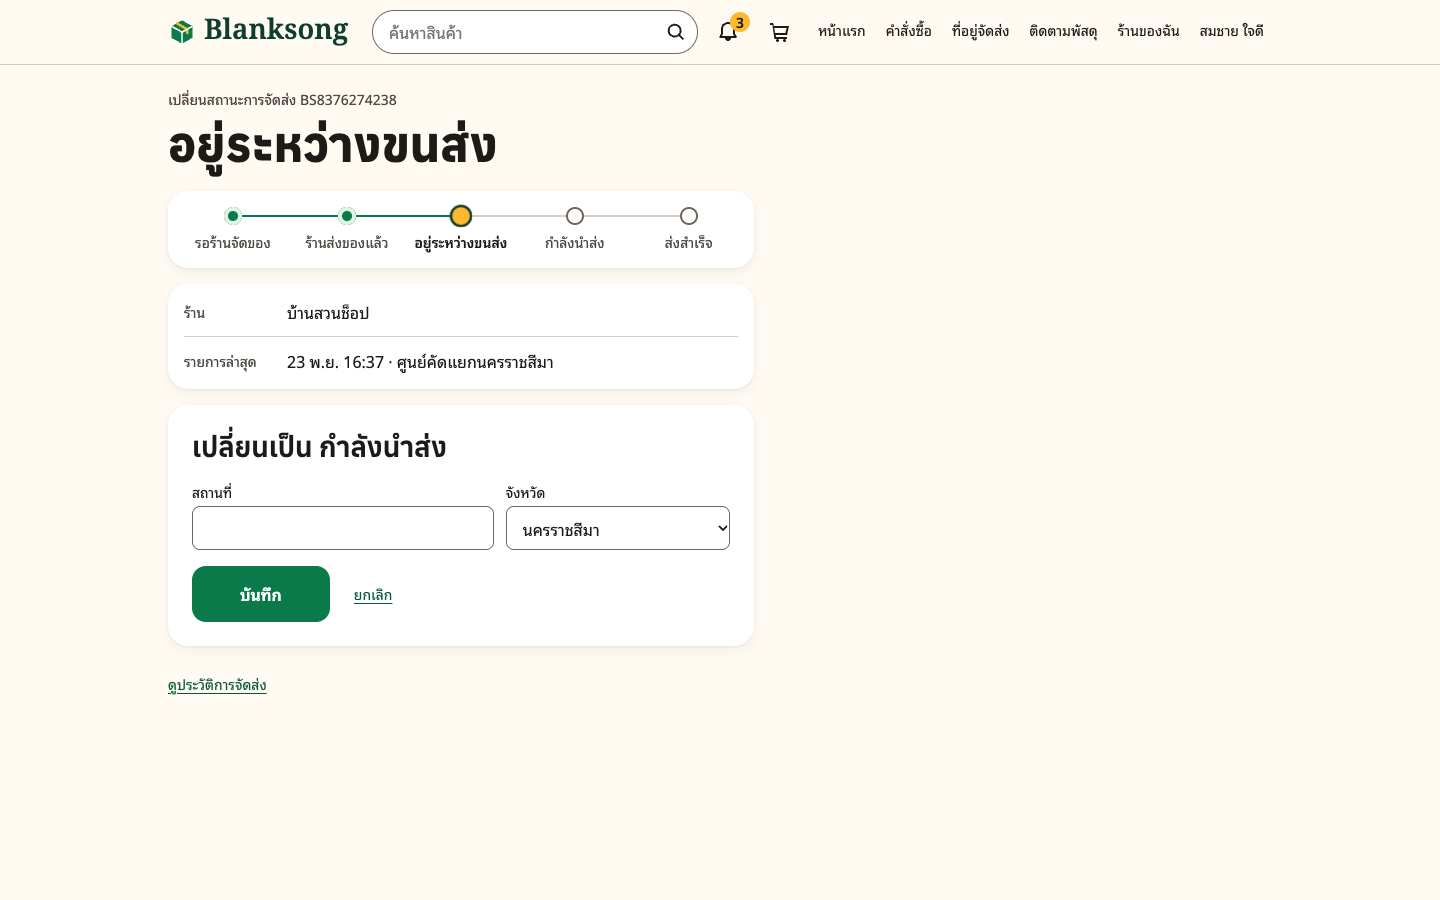 Blanksong
ค้นหาสินค้า
3
หน้าแรก
คำสั่งซื้อ
ที่อยู่จัดส่ง
ติดตามพัสดุ
ร้านของฉัน
สมชาย ใจดี
เปลี่ยนสถานะการจัดส่ง BS8376274238
อยู่ระหว่างขนส่ง
รอร้านจัดของ
ร้านส่งของแล้ว
อยู่ระหว่างขนส่ง
กำลังนำส่ง
ส่งสำเร็จ
ร้าน
บ้านสวนช็อป
รายการล่าสุด
23 พ.ย. 16:37 · ศูนย์คัดแยกนครราชสีมา
เปลี่ยนเป็น กำลังนำส่ง
สถานที่
จังหวัด
นครราชสีมา
บันทึก
ยกเลิก
ดูประวัติการจัดส่ง